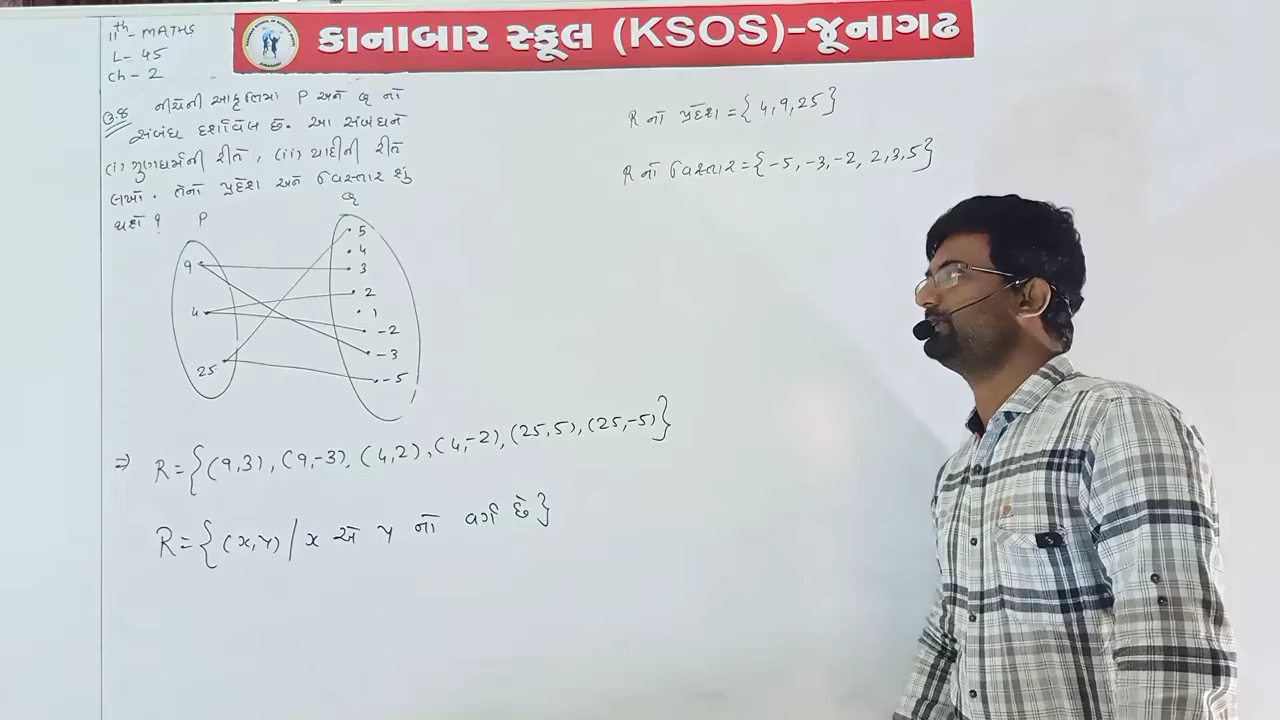 કાનાબાર સ્કૂલ (KSOS)-જૂનાગઢ
11th - MATHS
L - 45
Ch - 2
ઉ.8 નીચેની આકૃતિમાં P અને Q નો
સંબંધ દર્શાવેલ છે. આ સંબંધને
(i) ગુણધર્મની રીતે, (ii) યાદીની રીતે
લખો. તેનો પ્રદેશ અને વિસ્તાર શું
થશે ?
P
Q
9
4
25
5
4
3
2
1
-2
-3
-5
⇒ R = {(9,3), (9,-3), (4,2), (4,-2), (25,5), (25,-5)}
R = {(x,y) / x એ y નો વર્ગ છે}
R નો પ્રદેશ = {4,9,25}
R નો વિસ્તાર = {-5, -3, -2, 2, 3, 5}